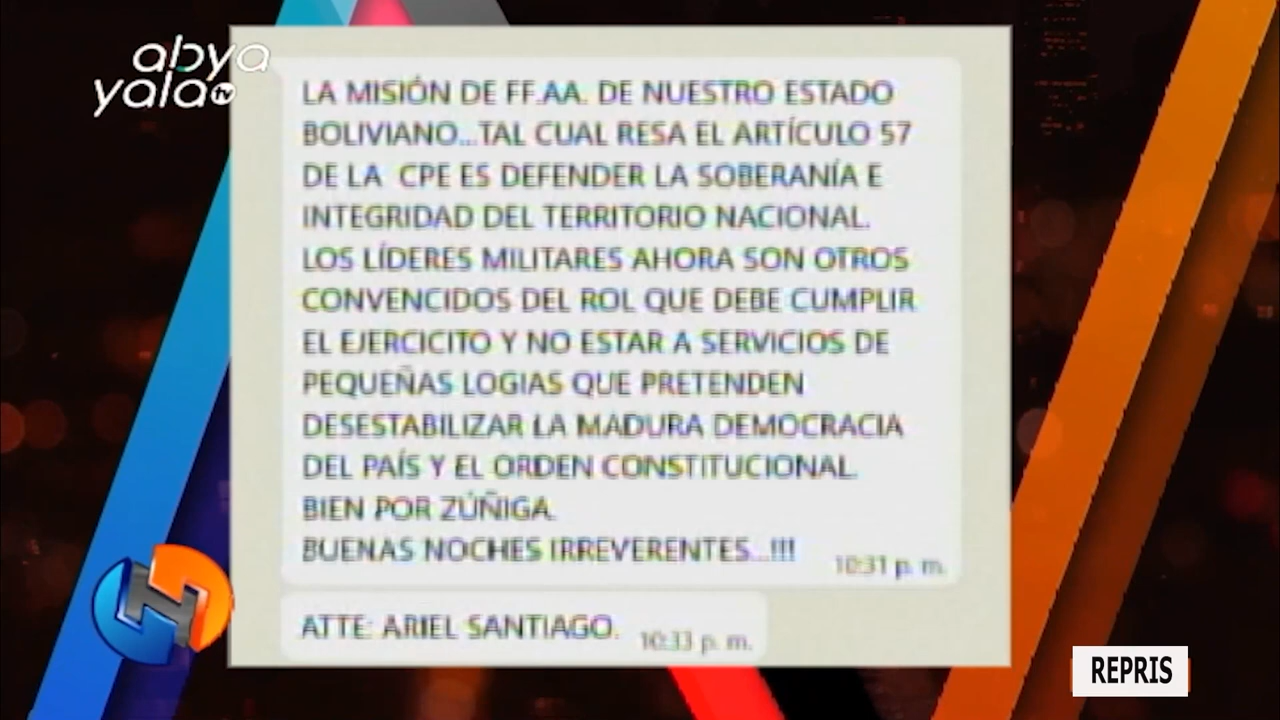 abya
yala tv
LA MISIÓN DE FF.AA. DE NUESTRO ESTADO
BOLIVIANO...TAL CUAL RESA EL ARTÍCULO 57
DE LA CPE ES DEFENDER LA SOBERANÍA E
INTEGRIDAD DEL TERRITORIO NACIONAL.
LOS LÍDERES MILITARES AHORA SON OTROS
CONVENCIDOS DEL ROL QUE DEBE CUMPLIR
EL EJERCICITO Y NO ESTAR A SERVICIOS DE
PEQUEÑAS LOGIAS QUE PRETENDEN
DESESTABILIZAR LA MADURA DEMOCRACIA
DEL PAÍS Y EL ORDEN CONSTITUCIONAL.
BIEN POR ZÚÑIGA.
BUENAS NOCHES IRREVERENTES...!!!
10:31 p. m.
ATTE: ARIEL SANTIAGO.
10:33 p. m.
H
REPRIS